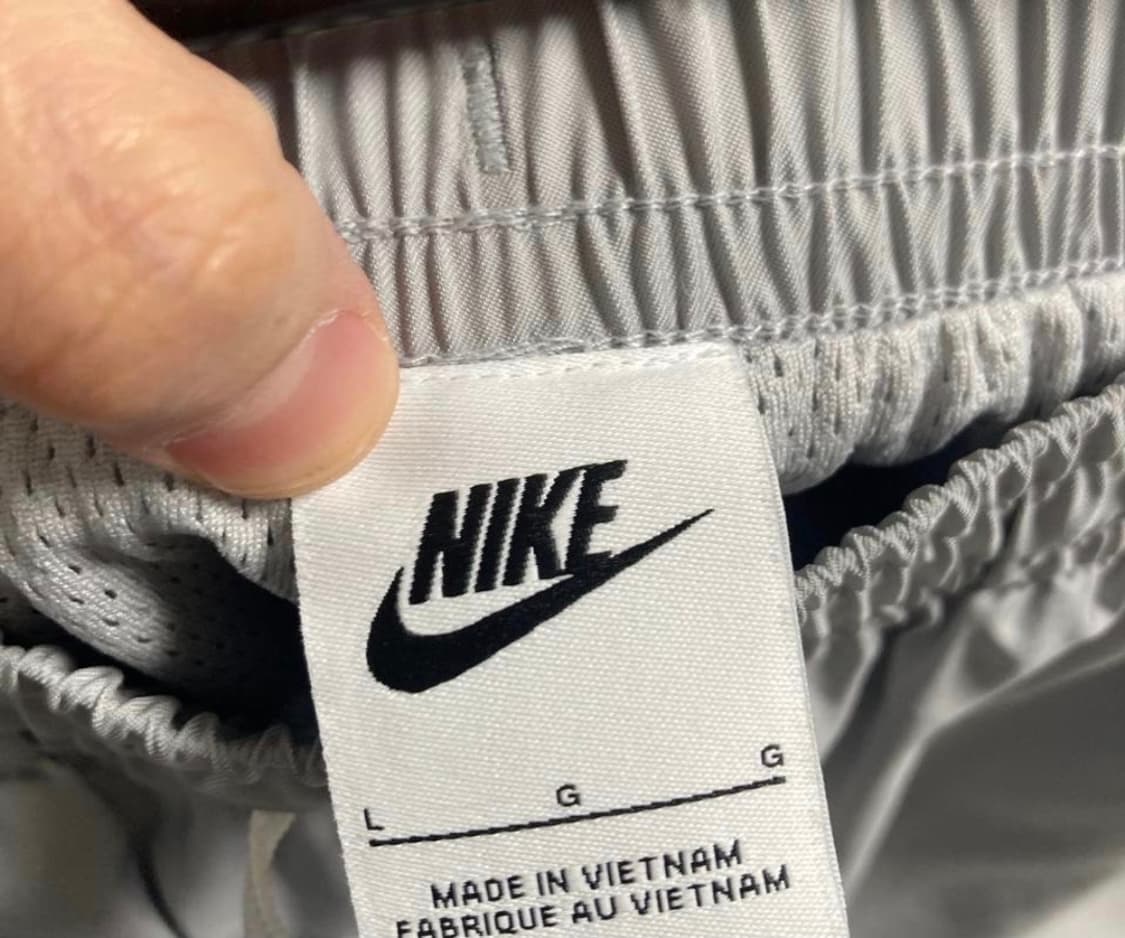 NIKE
L G G
MADE IN VIETNAM
FABRIQUE AU VIETNAM